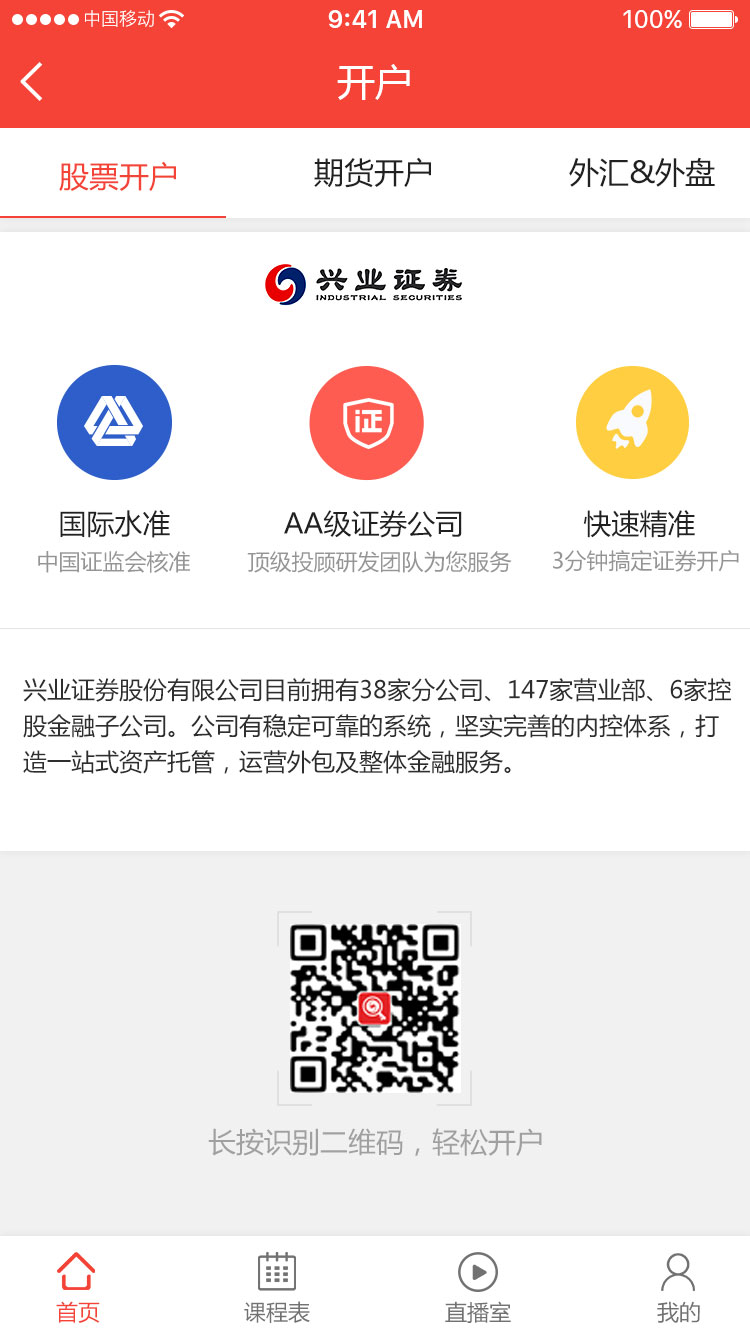 中国移动 9:41 AM 100%
开户
股票开户 期货开户 外汇&外盘
兴业证券
INDUSTRIAL SECURITIES
证
国际水准 AA级证券公司 快速精准
中国证监会核准 顶级投顾研发团队为您服务 3分钟搞定证券开户
兴业证券股份有限公司目前拥有38家分公司、147家营业部、6家控
股金融子公司。公司有稳定可靠的系统，坚实完善的内控体系，打
造一站式资产托管，运营外包及整体金融服务。
长按识别二维码，轻松开户
首页 课程表 直播室 我的